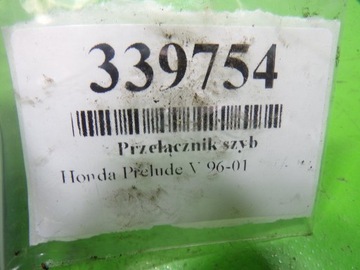 339754
Przełącznik szyb
Honda Prelude V 96-01